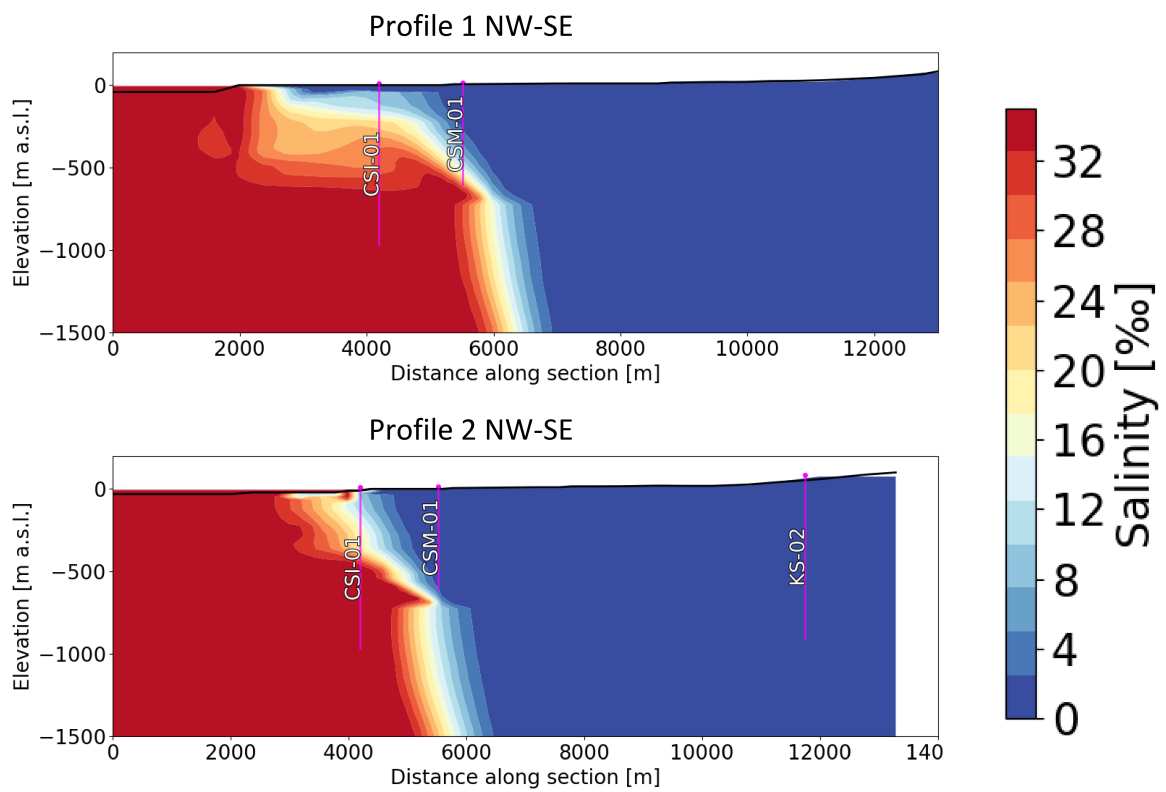 Profile 1 NW-SE
Elevation [m a.s.l.]
0
−500
−1000
−1500
CSI-01
CSM-01
0 2000 4000 6000 8000 10000 12000
Distance along section [m]
Profile 2 NW-SE
Elevation [m a.s.l.]
0
−500
−1000
−1500
CSI-01
CSM-01
KS-02
0 2000 4000 6000 8000 10000 12000 140
Distance along section [m]
32
28
24
20
16
12
8
4
0
Salinity [‰]